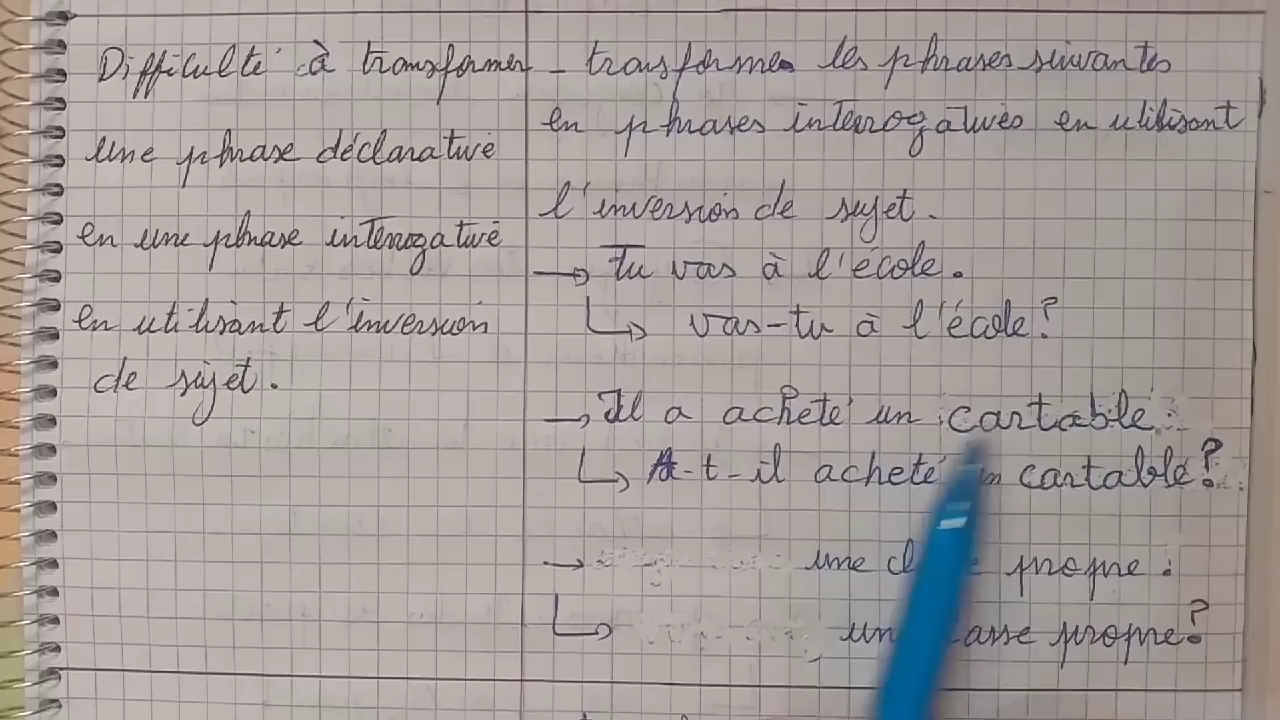 Difficulté à transformer
une phrase déclarative
en une phrase interrogative
en utilisant l'inversion
de sujet.
- transformer les phrases suivantes
en phrases interrogatives en utilisant
l'inversion de sujet.
→ Tu vas à l'école.
↳ vas-tu à l'école?
→ Il a acheté un cartable.
↳ A-t-il acheté cartable?
→ une propre.
↳ propre?